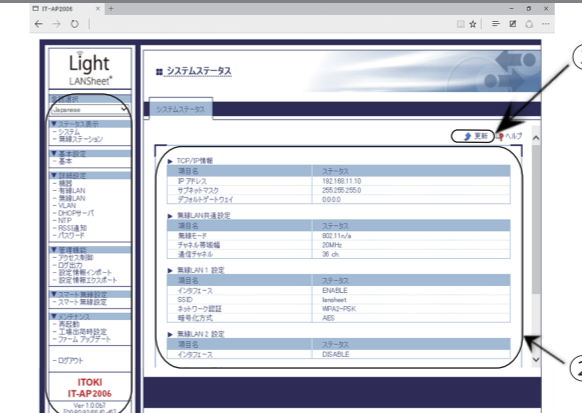 IT-AP2006
Light
LANSheet
Japanese
▼ ステータス表示
- システム
- 無線ステーション
▼ 基本設定
- 基本
▼ 詳細設定
- 機器
- 有線LAN
- 無線LAN
- VLAN
- DHCPサーバ
- NTP
- RSSI通知
- パスワード
▼ 管理機能
- アクセス制御
- ログ出力
- 設定情報インポート
- 設定情報エクスポート
▼ スマート無線設定
- スマート無線設定
▼ メンテナンス
- 再起動
- 工場出荷時設定
- ファームアップデート
- ログアウト
ITOKI
IT-AP2006
Ver 1.0.0b7
システムステータス
システムステータス
更新
ヘルプ
①
▶ TCP/IP情報
項目名 ステータス
IP アドレス 192.168.11.10
サブネットマスク 255.255.255.0
デフォルトゲートウェイ 0.0.0.0
▶ 無線LAN共通設定
項目名 ステータス
無線モード 802.11n/a
チャネル帯域幅 20MHz
通信チャネル 36 ch.
▶ 無線LAN 1 設定
項目名 ステータス
インタフェース ENABLE
SSID lansheet
ネットワーク認証 WPA2-PSK
暗号化方式 AES
▶ 無線LAN 2 設定
項目名 ステータス
インタフェース DISABLE
②